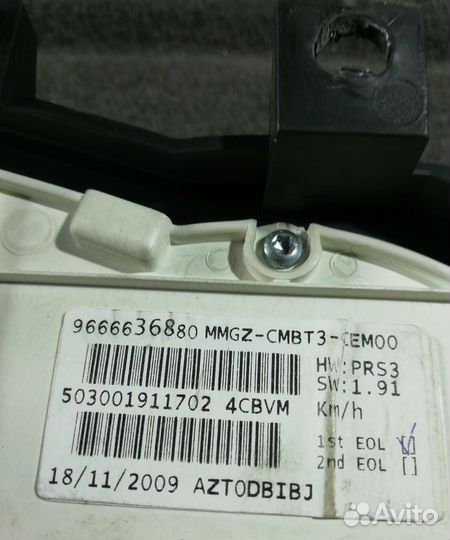 9666636880 MMGZ-CMBT3-CEM00
HW:PRS3
SW:1.91
503001911702 4CBVM
Km/h
1st EOL []
2nd EOL []
18/11/2009 AZTODBIBJ
Avito